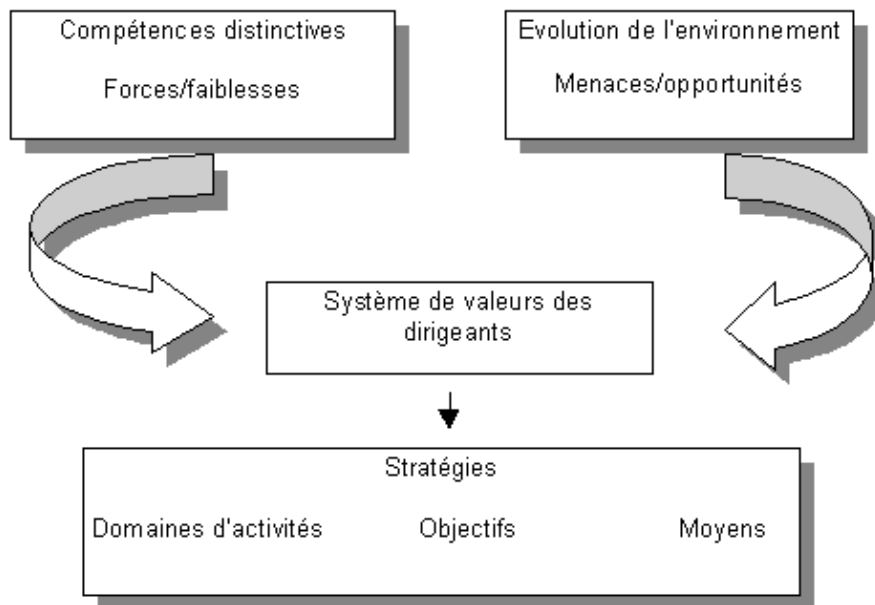 Compétences distinctives
Forces/faiblesses
Evolution de l'environnement
Menaces/opportunités
Système de valeurs des
dirigeants
Stratégies
Domaines d'activités Objectifs Moyens